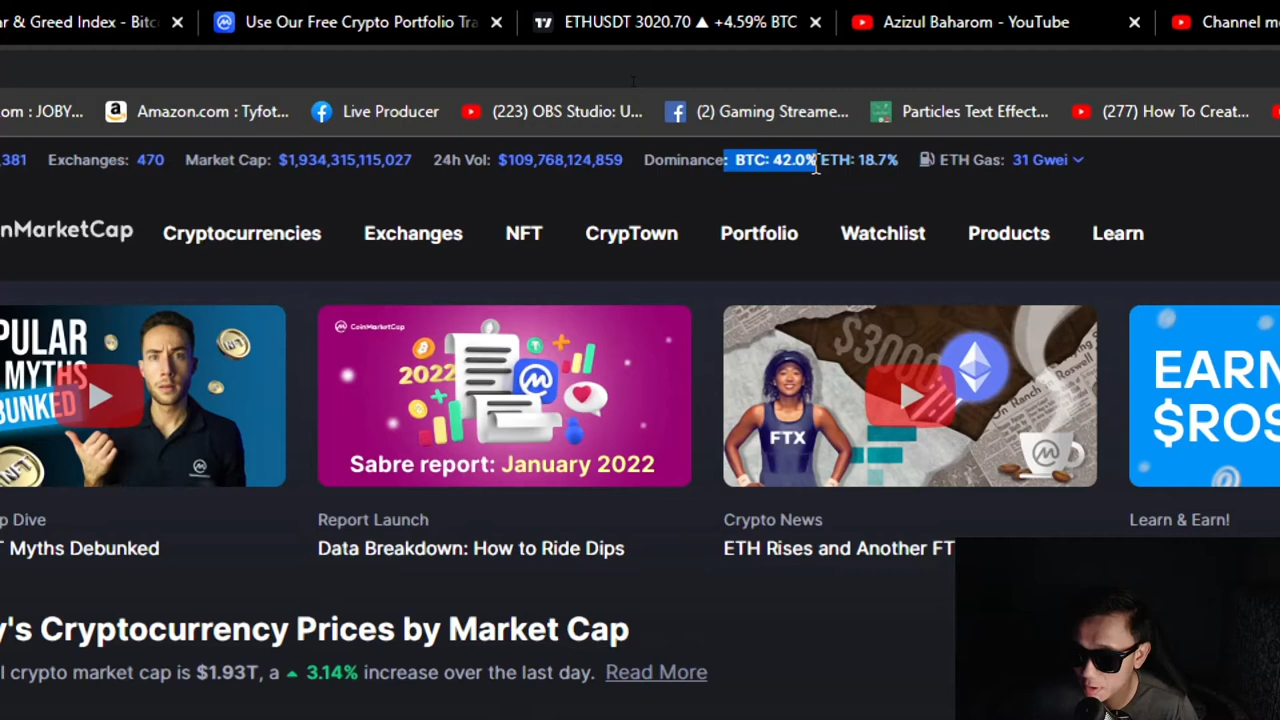 r & Greed Index - Bitc
Use Our Free Crypto Portfolio Tra
ETHUSDT 3020.70 ▲ +4.59% BTC
Azizul Baharom - YouTube
Channel m
om : JOBY...
Amazon.com : Tyfot...
Live Producer
(223) OBS Studio: U...
(2) Gaming Streame...
Particles Text Effect...
(277) How To Creat...
,381
Exchanges: 470
Market Cap: $1,934,315,115,027
24h Vol: $109,768,124,859
Dominance: BTC: 42.0% ETH: 18.7%
ETH Gas: 31 Gwei
inMarketCap
Cryptocurrencies
Exchanges
NFT
CrypTown
Portfolio
Watchlist
Products
Learn
PULAR
MYTHS
UNKED
CoinMarketCap
2022
Sabre report: January 2022
$3000
FTX
EARN
$ROS
p Dive
T Myths Debunked
Report Launch
Data Breakdown: How to Ride Dips
Crypto News
ETH Rises and Another FT
Learn & Earn!
y's Cryptocurrency Prices by Market Cap
l crypto market cap is $1.93T, a ▲ 3.14% increase over the last day. Read More